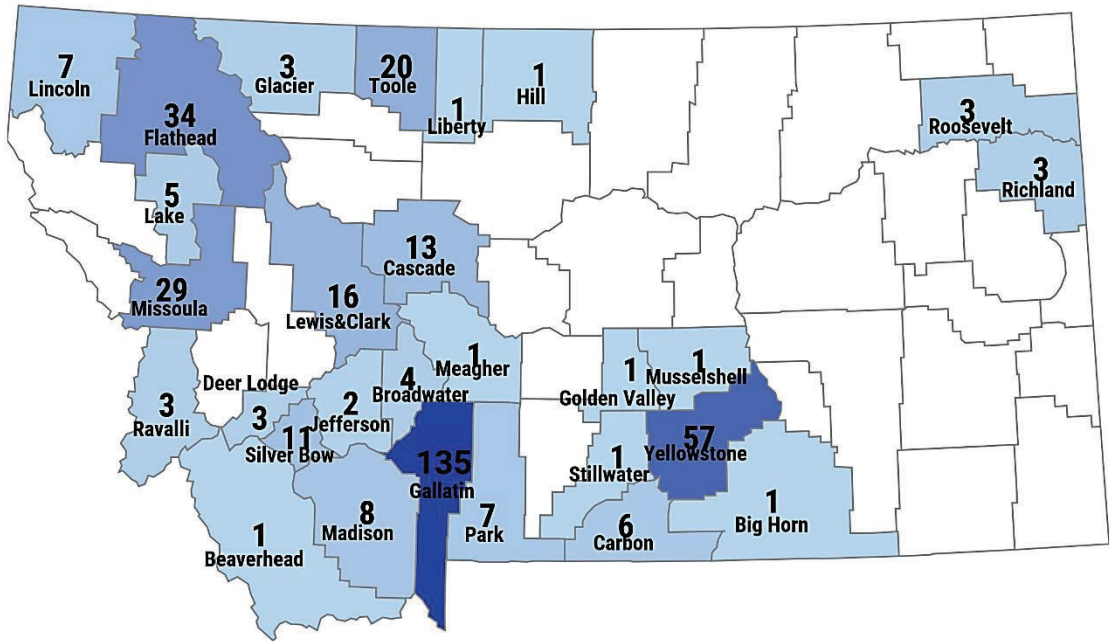 7
Lincoln
34
Flathead
3
Glacier
20
Toole
1
Liberty
1
Hill
3
Roosevelt
3
Richland
5
Lake
29
Missoula
16
Lewis&Clark
13
Cascade
1
Meagher
4
Broadwater
2
Jefferson
Deer Lodge
3
11
Silver Bow
3
Ravalli
1
Golden Valley
1
Musselshell
57
Yellowstone
1
Stillwater
135
Gallatin
8
Madison
7
Park
6
Carbon
1
Big Horn
1
Beaverhead